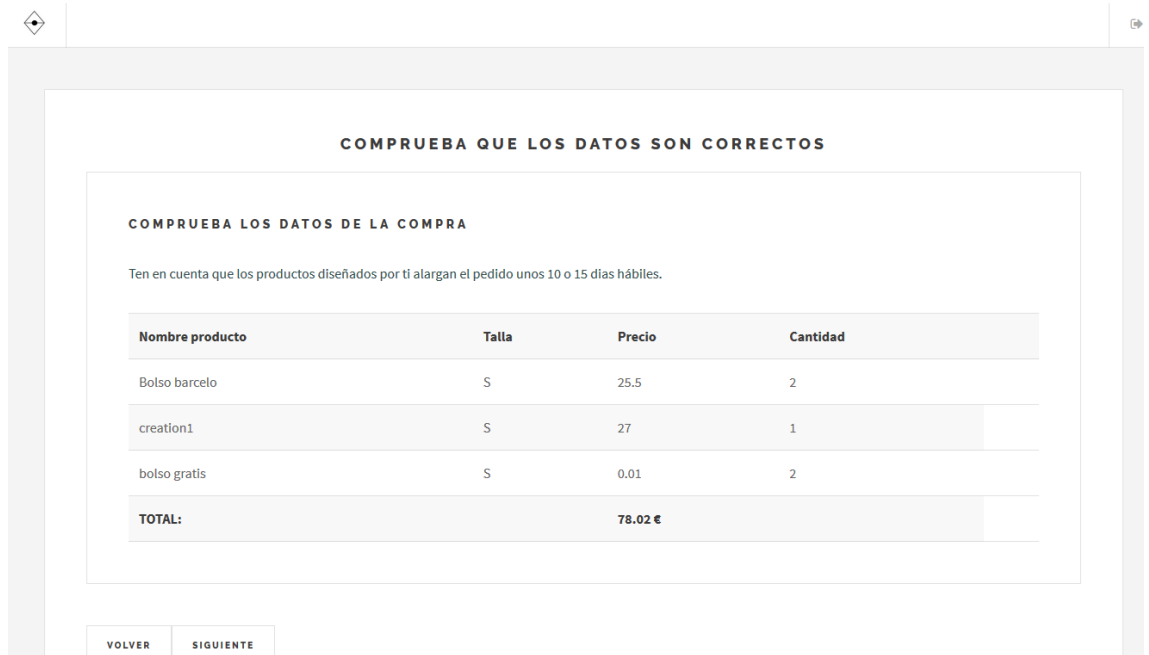 COMPRUEBA QUE LOS DATOS SON CORRECTOS
COMPRUEBA LOS DATOS DE LA COMPRA
Ten en cuenta que los productos diseñados por ti alargan el pedido unos 10 o 15 dias hábiles.
Nombre producto Talla Precio Cantidad
Bolso barcelo S 25.5 2
creation1 S 27 1
bolso gratis S 0.01 2
TOTAL: 78.02 €
VOLVER SIGUIENTE